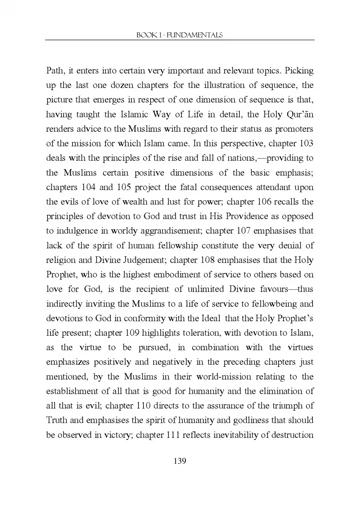 BOOK I - FUNDAMENTALS
Path, it enters into certain very important and relevant topics. Picking
up the last one dozen chapters for the illustration of sequence, the
picture that emerges in respect of one dimension of sequence is that,
having taught the Islamic Way of Life in detail, the Holy Qur’ān
renders advice to the Muslims with regard to their status as promoters
of the mission for which Islam came. In this perspective, chapter 103
deals with the principles of the rise and fall of nations,—providing to
the Muslims certain positive dimensions of the basic emphasis;
chapters 104 and 105 project the fatal consequences attendant upon
the evils of love of wealth and lust for power; chapter 106 recalls the
principles of devotion to God and trust in His Providence as opposed
to indulgence in worldly aggrandisement; chapter 107 emphasises that
lack of the spirit of human fellowship constitute the very denial of
religion and Divine Judgement; chapter 108 emphasises that the Holy
Prophet, who is the highest embodiment of service to others based on
love for God, is the recipient of unlimited Divine favours—thus
indirectly inviting the Muslims to a life of service to fellowbeing and
devotions to God in conformity with the Ideal that the Holy Prophet’s
life present; chapter 109 highlights toleration, with devotion to Islam,
as the virtue to be pursued, in combination with the virtues
emphasizes positively and negatively in the preceding chapters just
mentioned, by the Muslims in their world-mission relating to the
establishment of all that is good for humanity and the elimination of
all that is evil; chapter 110 directs to the assurance of the triumph of
Truth and emphasises the spirit of humanity and godliness that should
be observed in victory; chapter 111 reflects inevitability of destruction
139